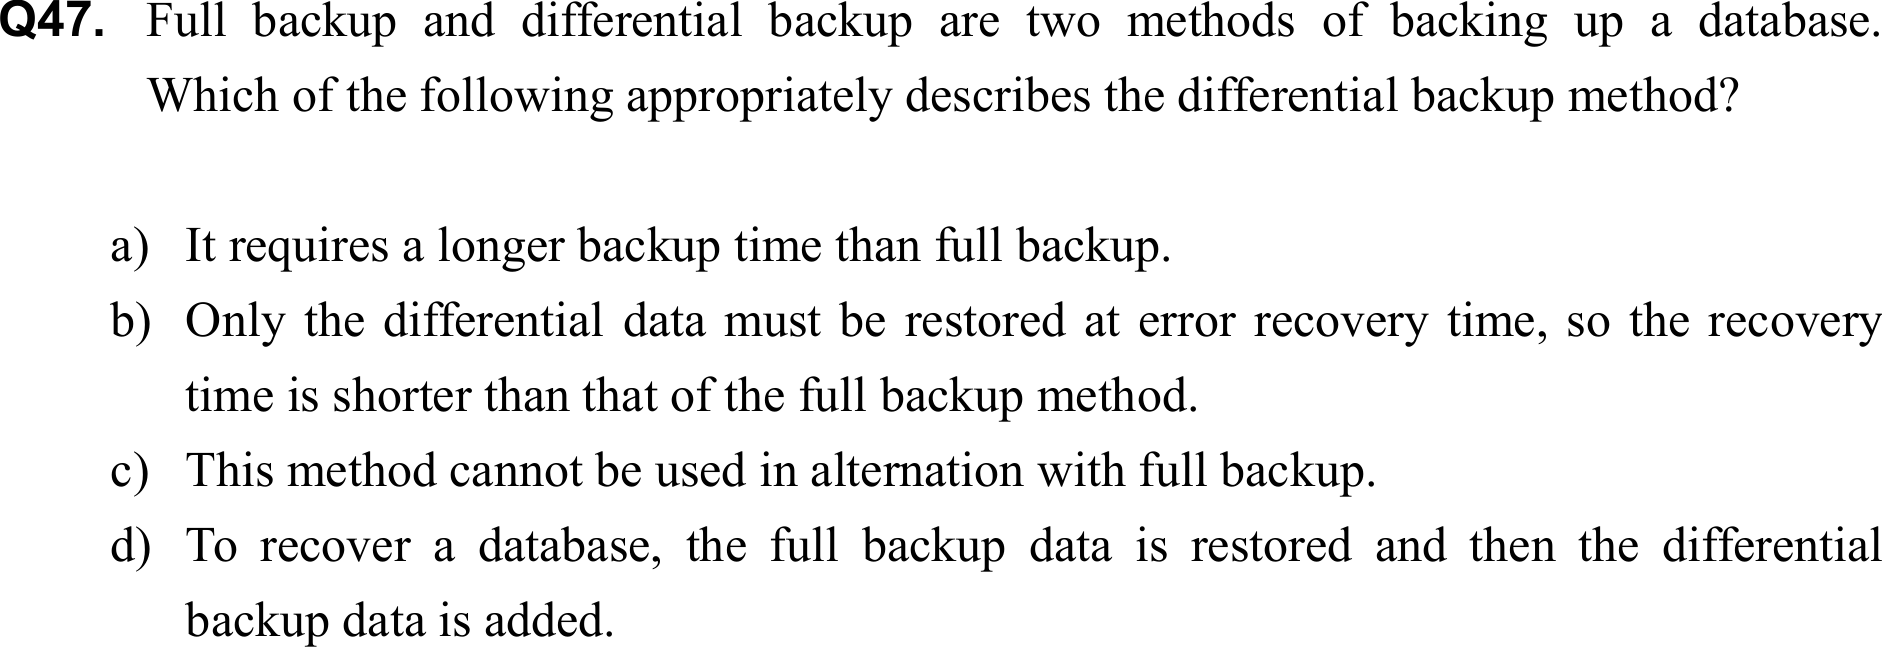 Q47. Full backup and differential backup are two methods of backing up a database.
Which of the following appropriately describes the differential backup method?
a) It requires a longer backup time than full backup.
b) Only the differential data must be restored at error recovery time, so the recovery
time is shorter than that of the full backup method.
c) This method cannot be used in alternation with full backup.
d) To recover a database, the full backup data is restored and then the differential
backup data is added.